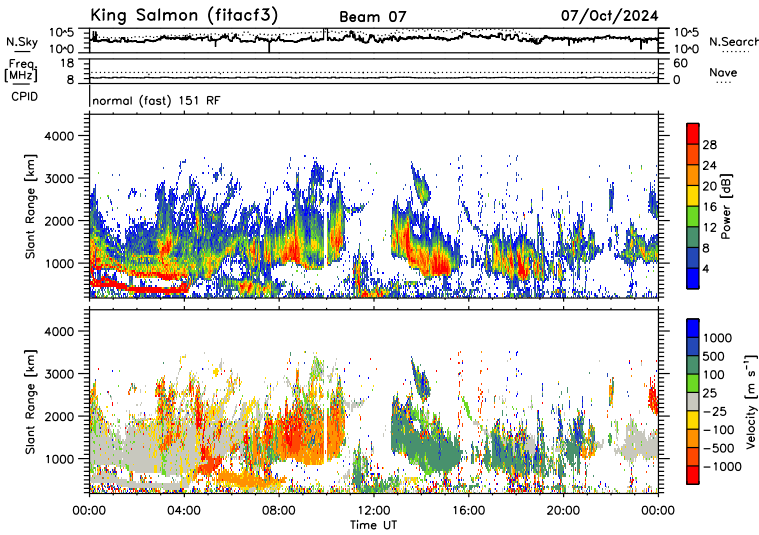 King Salmon (fitacf3) Beam 07 07/Oct/2024
N.Sky 10^5 10^0 10^5 10^0 N.Search
Freq. [MHz] 18 8 60 0 Nave
CPID normal (fast) 151 RF
Slant Range [km] 4000 3000 2000 1000
28 24 20 16 12 8 4 Power [dB]
Slant Range [km] 4000 3000 2000 1000
1000 500 100 25 −25 −100 −500 −1000 Velocity [m s⁻¹]
00:00 04:00 08:00 12:00 16:00 20:00 00:00
Time UT